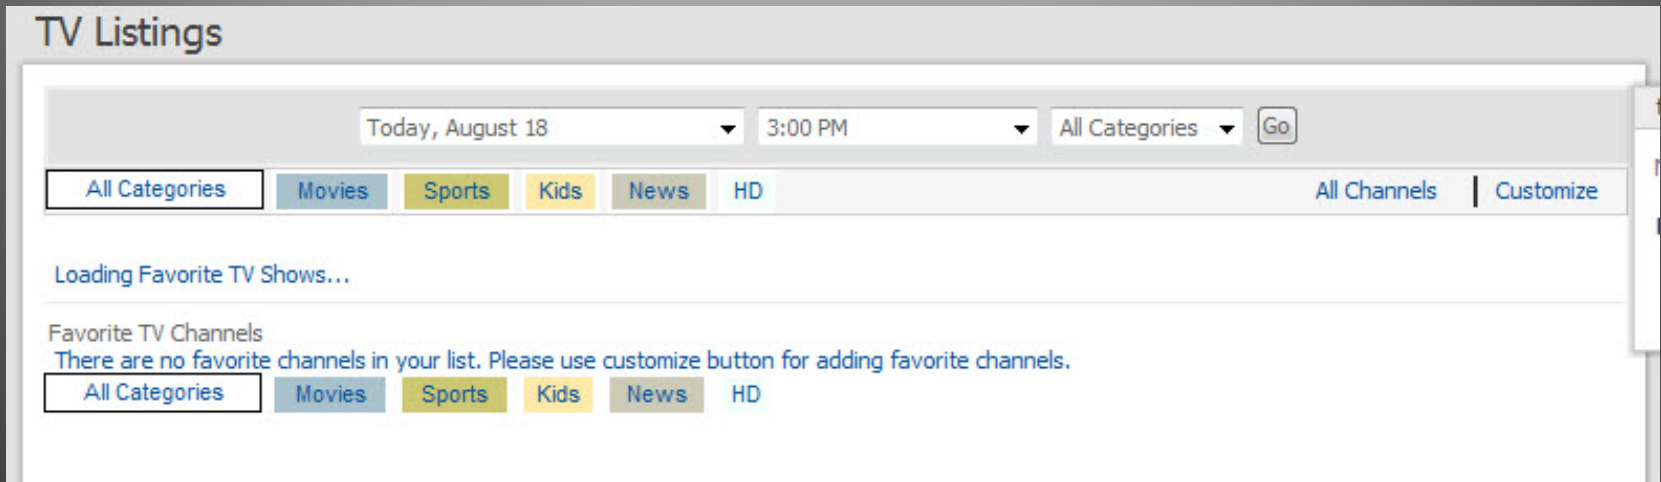 TV Listings
Today, August 18 3:00 PM All Categories Go
All Categories Movies Sports Kids News HD All Channels | Customize
Loading Favorite TV Shows...
Favorite TV Channels
There are no favorite channels in your list. Please use customize button for adding favorite channels.
All Categories Movies Sports Kids News HD